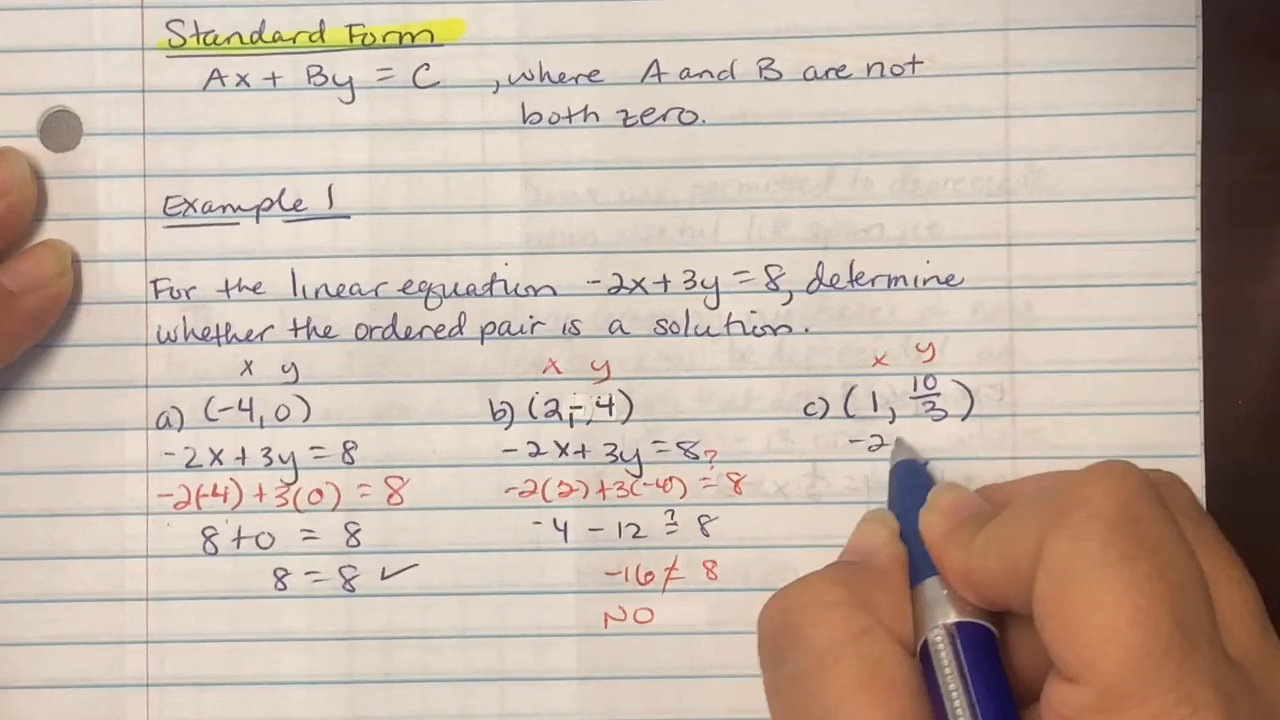 Standard Form
Ax + By = C , where A and B are not
both zero.
Example 1
For the linear equation -2x + 3y = 8, determine
whether the ordered pair is a solution.
x y
a) (-4, 0)
-2x + 3y = 8
-2(-4) + 3(0) = 8
8 + 0 = 8
8 = 8 ✓
x y
b) (2, -4)
-2x + 3y = 8
-2(2) + 3(-4) ?= 8
-4 - 12 ?= 8
-16 ≠ 8
NO
x y
c) (1, 10/3)
-2